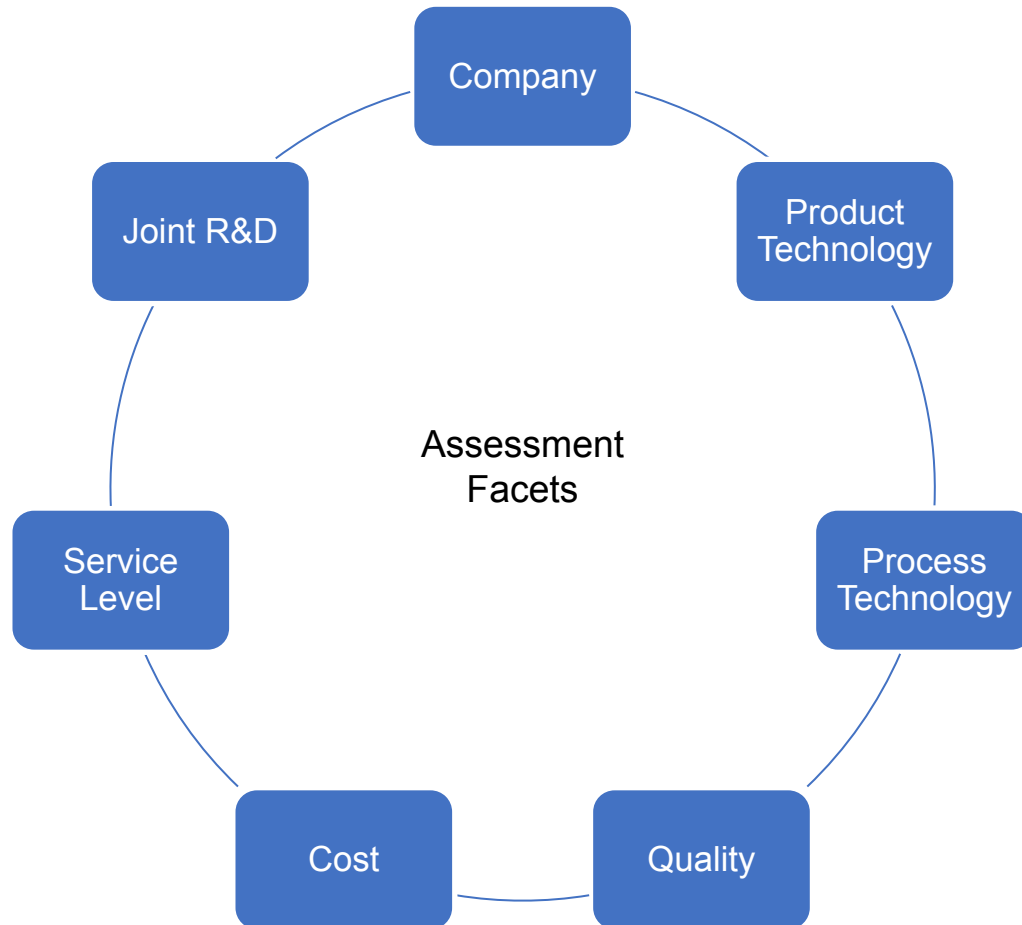 Company
Product
Technology
Process
Technology
Quality
Cost
Service
Level
Joint R&D
Assessment
Facets